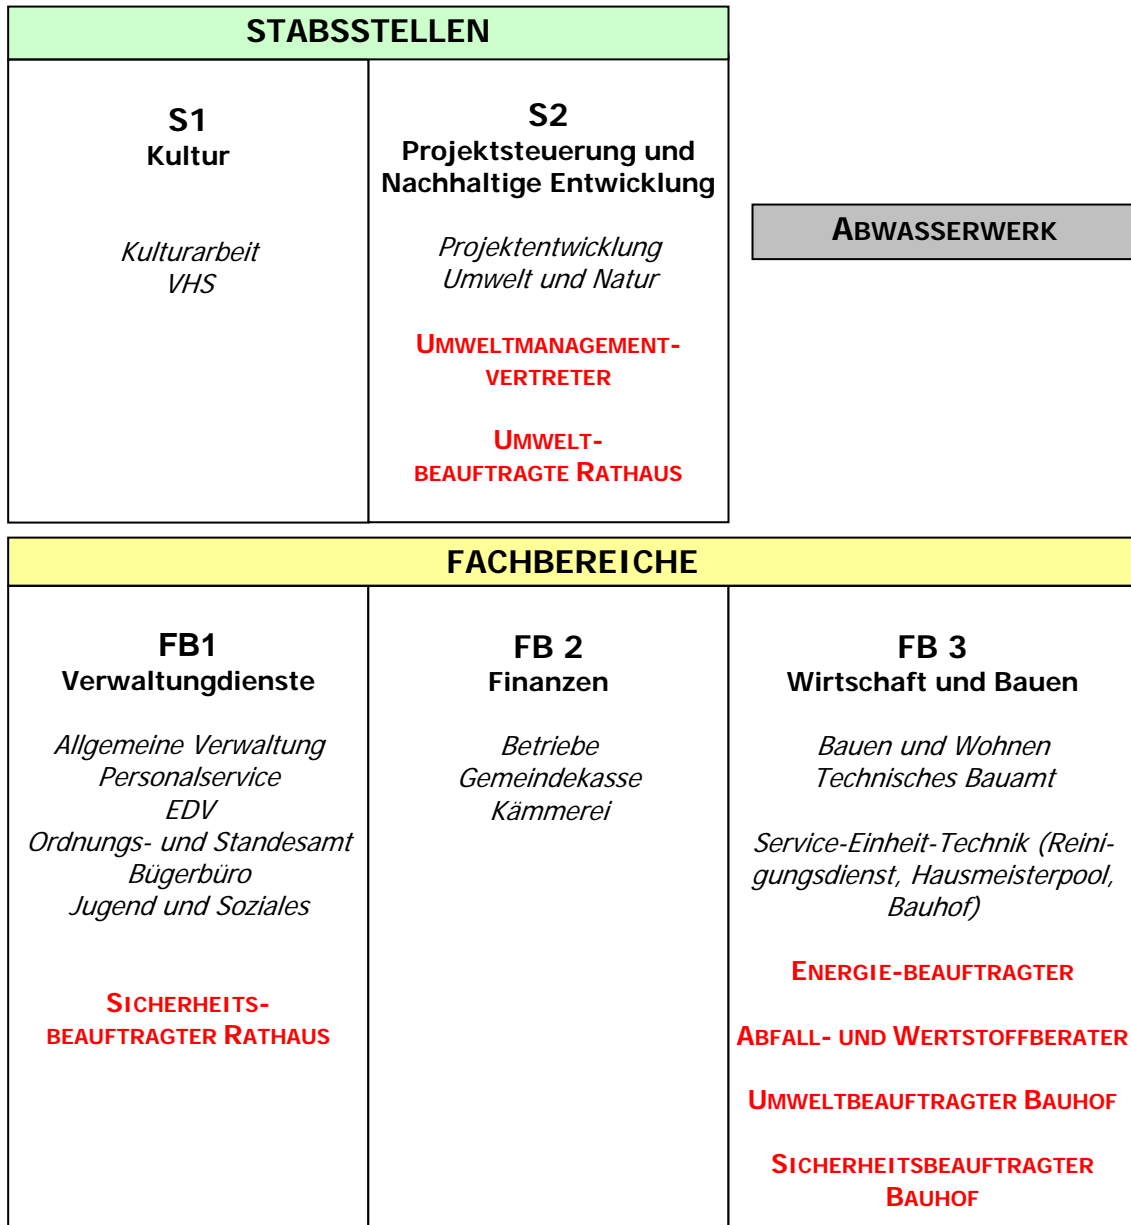 STABSSTELLEN
S1
Kultur
Kulturarbeit
VHS
S2
Projektsteuerung und
Nachhaltige Entwicklung
Projektentwicklung
Umwelt und Natur
UMWELTMANAGEMENT-
VERTRETER
UMWELT-
BEAUFTRAGTE RATHAUS
ABWASSERWERK
FACHBEREICHE
FB1
Verwaltungdienste
Allgemeine Verwaltung
Personalservice
EDV
Ordnungs- und Standesamt
Bügerbüro
Jugend und Soziales
SICHERHEITS-
BEAUFTRAGTER RATHAUS
FB 2
Finanzen
Betriebe
Gemeindekasse
Kämmerei
FB 3
Wirtschaft und Bauen
Bauen und Wohnen
Technisches Bauamt
Service-Einheit-Technik (Reini-
gungsdienst, Hausmeisterpool,
Bauhof)
ENERGIE-BEAUFTRAGTER
ABFALL- UND WERTSTOFFBERATER
UMWELTBEAUFTRAGTER BAUHOF
SICHERHEITSBEAUFTRAGTER
BAUHOF